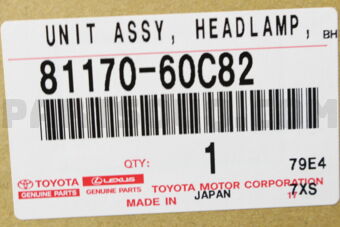 UNIT ASSY, HEADLAMP, BH
81170-60C82
QTY: 1 79E4
TOYOTA LEXUS
GENUINE PARTS GENUINE PARTS TOYOTA MOTOR CORPORATION
MADE IN JAPAN 7XS